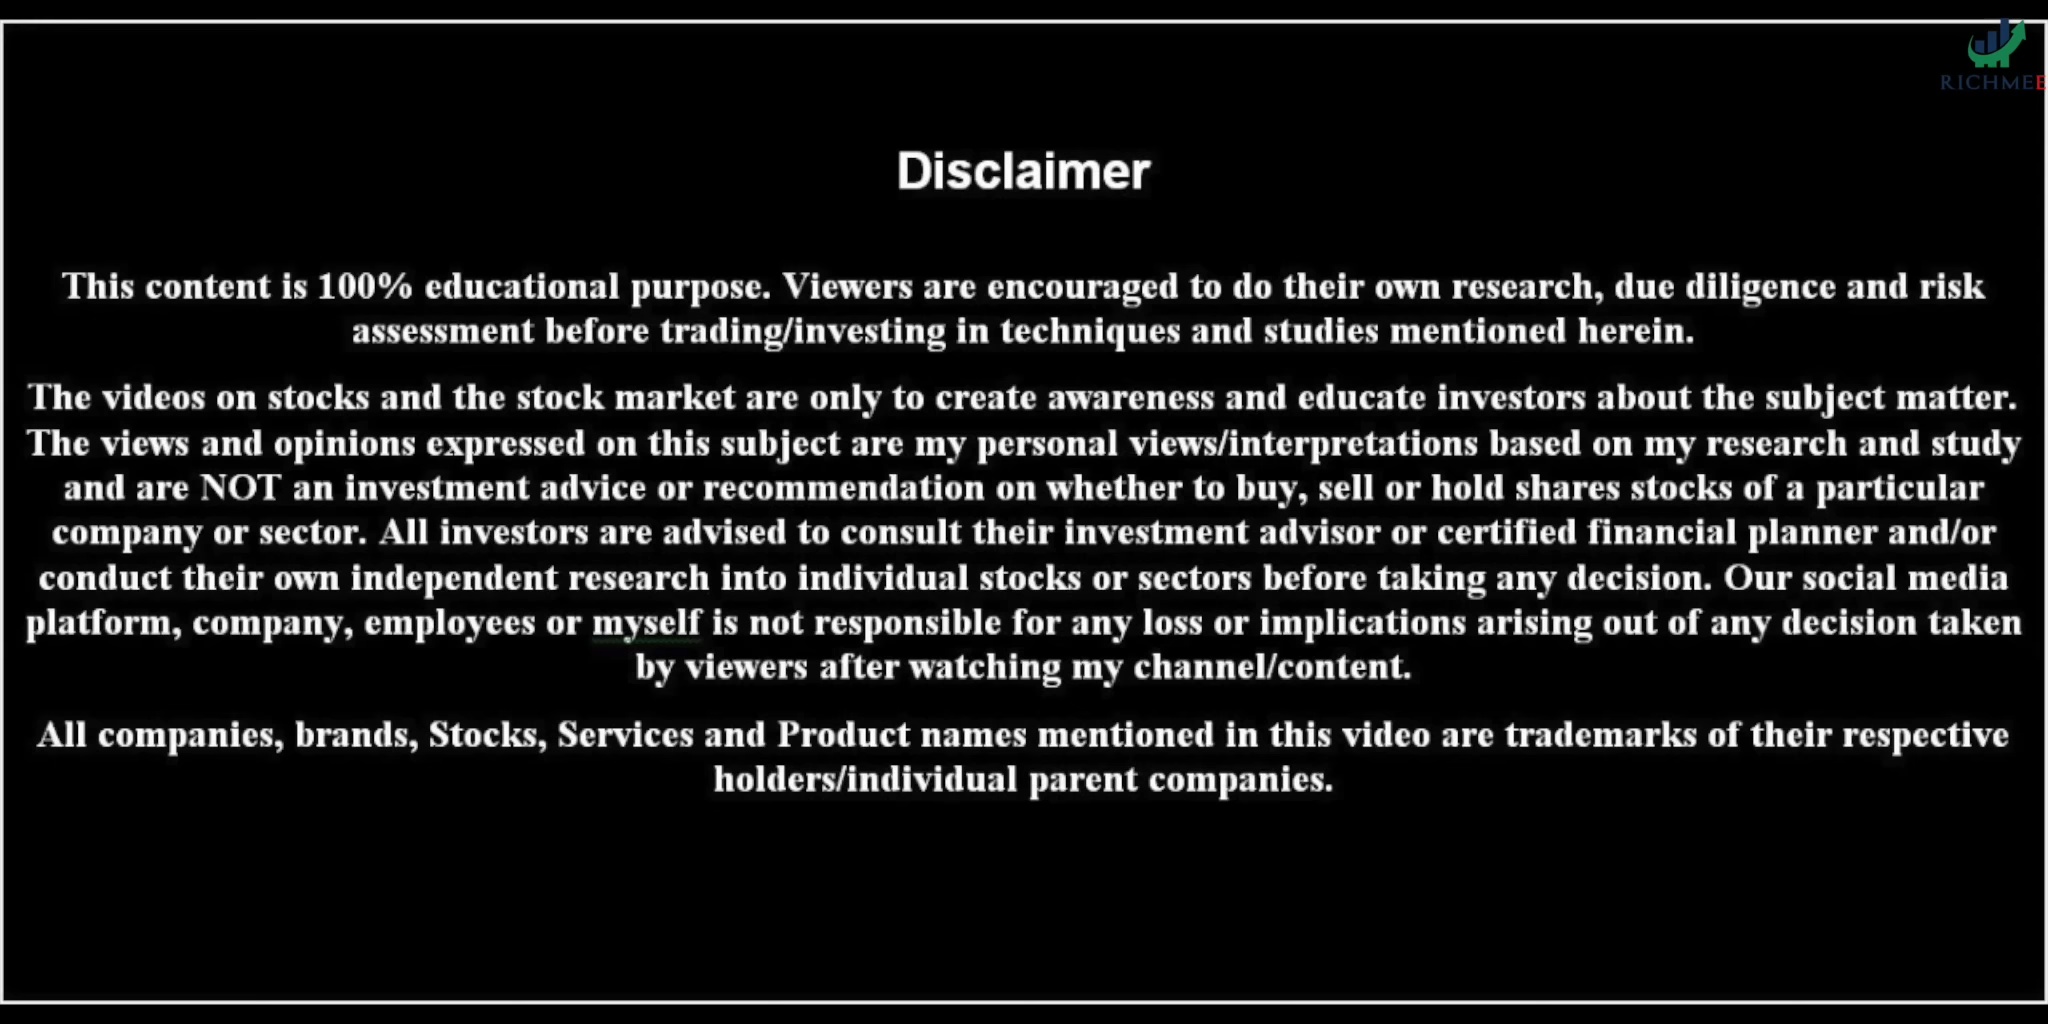 RICHMEE
Disclaimer
This content is 100% educational purpose. Viewers are encouraged to do their own research, due diligence and risk
assessment before trading/investing in techniques and studies mentioned herein.
The videos on stocks and the stock market are only to create awareness and educate investors about the subject matter.
The views and opinions expressed on this subject are my personal views/interpretations based on my research and study
and are NOT an investment advice or recommendation on whether to buy, sell or hold shares stocks of a particular
company or sector. All investors are advised to consult their investment advisor or certified financial planner and/or
conduct their own independent research into individual stocks or sectors before taking any decision. Our social media
platform, company, employees or myself is not responsible for any loss or implications arising out of any decision taken
by viewers after watching my channel/content.
All companies, brands, Stocks, Services and Product names mentioned in this video are trademarks of their respective
holders/individual parent companies.